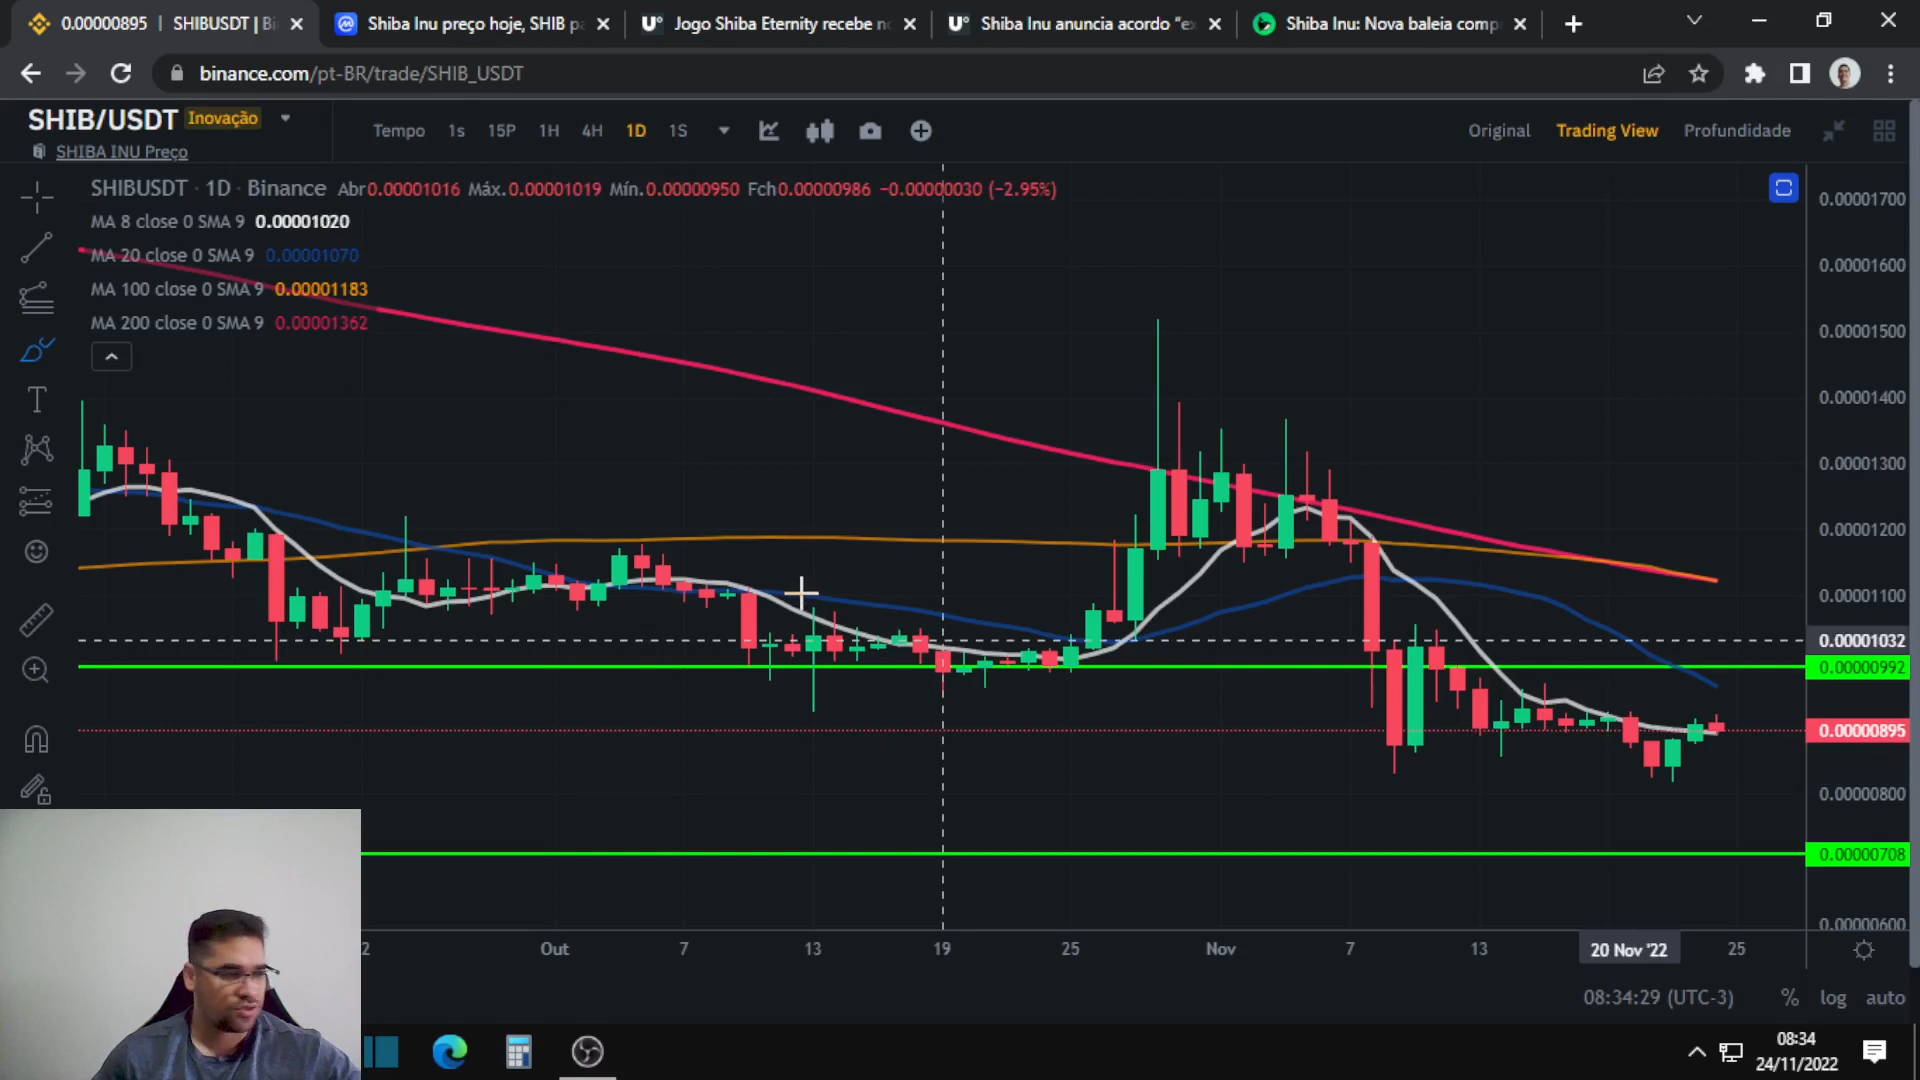 0.00000895 | SHIBUSDT | Bi
Shiba Inu preço hoje, SHIB pa
Jogo Shiba Eternity recebe no
Shiba Inu anuncia acordo “ex
Shiba Inu: Nova baleia comp
binance.com/pt-BR/trade/SHIB_USDT
SHIB/USDT Inovação
SHIBA INU Preço
Tempo 1s 15P 1H 4H 1D 1S
Original Trading View Profundidade
SHIBUSDT · 1D · Binance Abr0.00001016 Máx.0.00001019 Mín.0.00000950 Fch0.00000986 −0.00000030 (−2.95%)
MA 8 close 0 SMA 9 0.00001020
MA 20 close 0 SMA 9 0.00001070
MA 100 close 0 SMA 9 0.00001183
MA 200 close 0 SMA 9 0.00001362
0.00001700
0.00001600
0.00001500
0.00001400
0.00001300
0.00001200
0.00001100
0.00001032
0.00000992
0.00000895
0.00000800
0.00000708
0.00000600
2 Out 7 13 19 25 Nov 7 13 20 Nov '22 25
08:34:29 (UTC-3) % log auto
08:34
24/11/2022